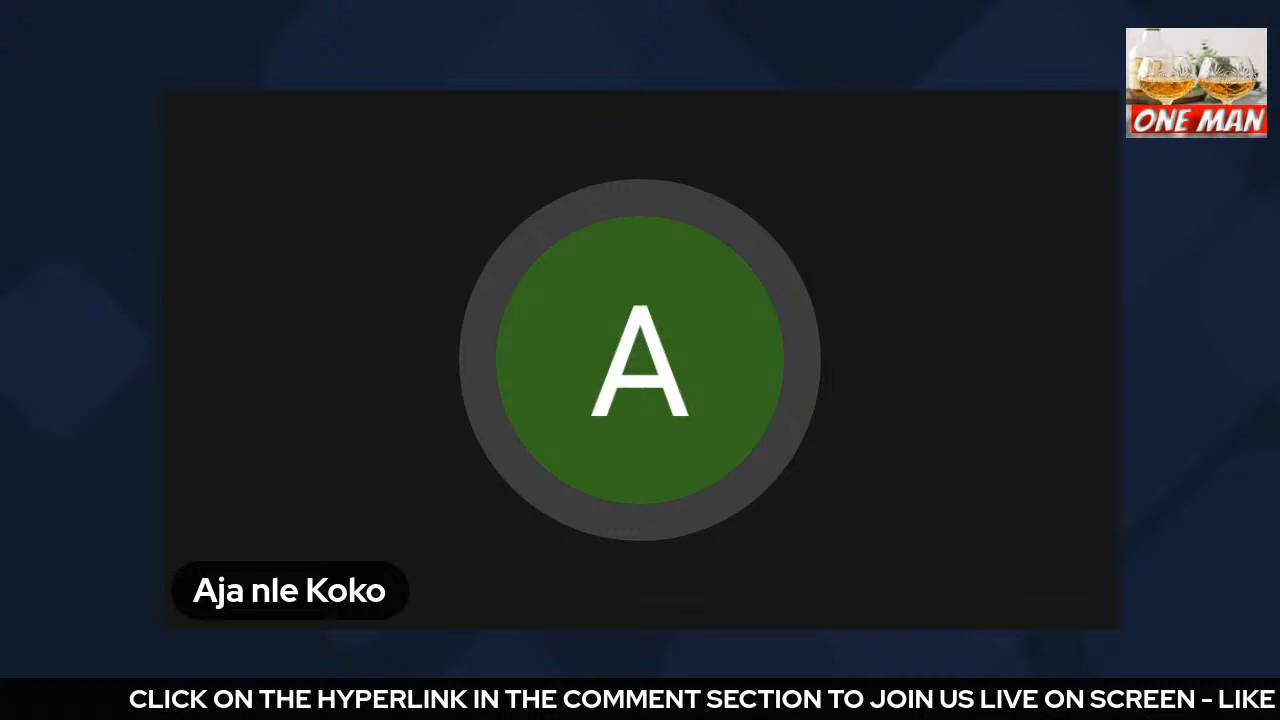 ONE MAN
A
Aja nle Koko
CLICK ON THE HYPERLINK IN THE COMMENT SECTION TO JOIN US LIVE ON SCREEN - LIKE